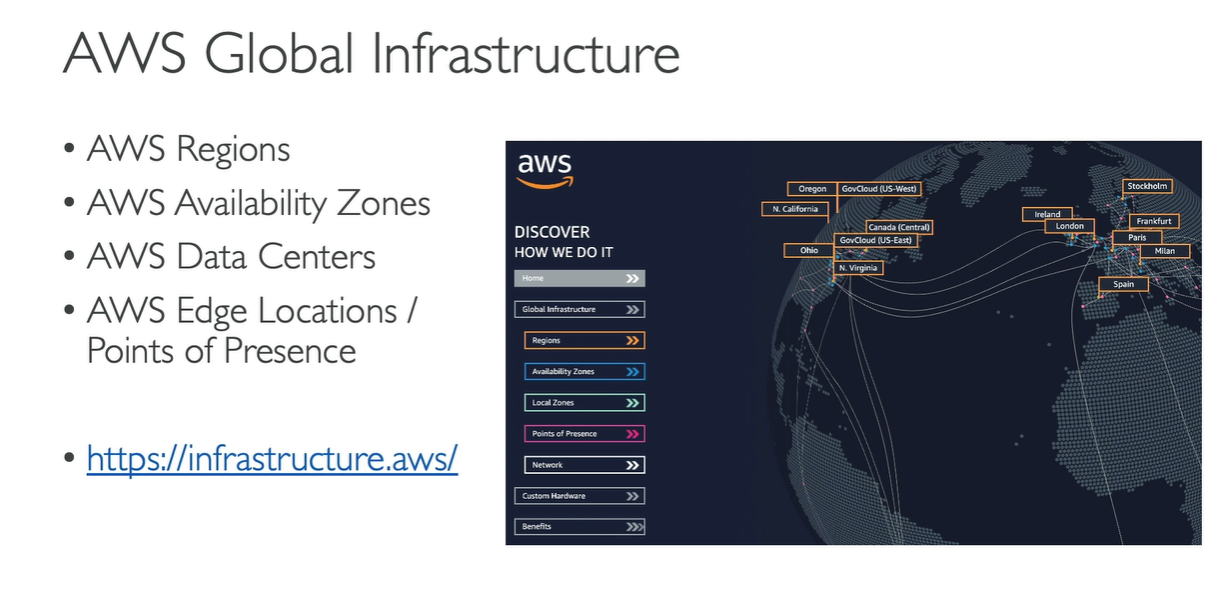 AWS Global Infrastructure
• AWS Regions
• AWS Availability Zones
• AWS Data Centers
• AWS Edge Locations /
Points of Presence
• https://infrastructure.aws/
aws
DISCOVER
HOW WE DO IT
Home
Global Infrastructure
Regions
Availability Zones
Local Zones
Points of Presence
Network
Custom Hardware
Benefits
Oregon
GovCloud (US-West)
N. California
Canada (Central)
GovCloud (US-East)
Ohio
N. Virginia
Stockholm
Ireland
London
Frankfurt
Paris
Milan
Spain